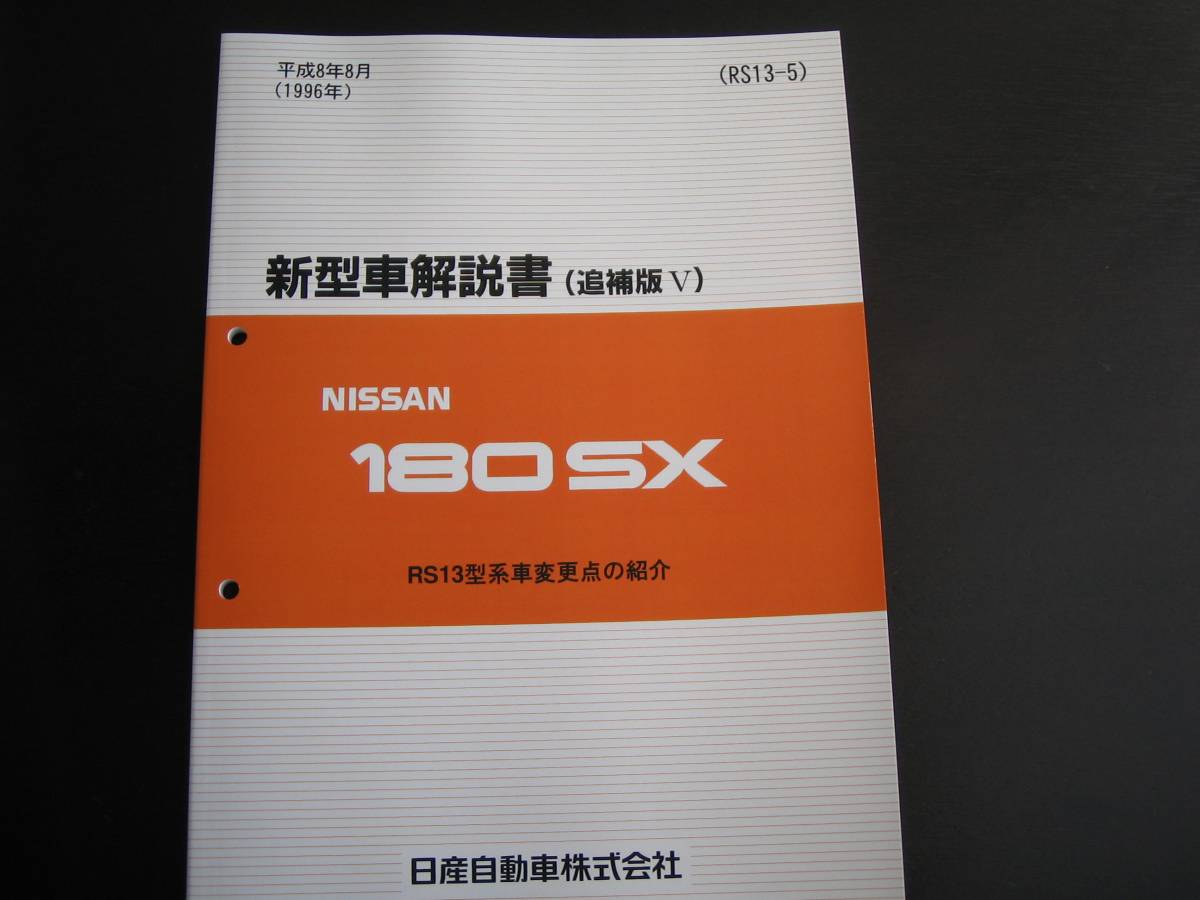 平成8年8月
(1996年)
(RS13-5)
新型車解説書(追補版 V)
NISSAN
180SX
RS13型系車変更点の紹介
日産自動車株式会社